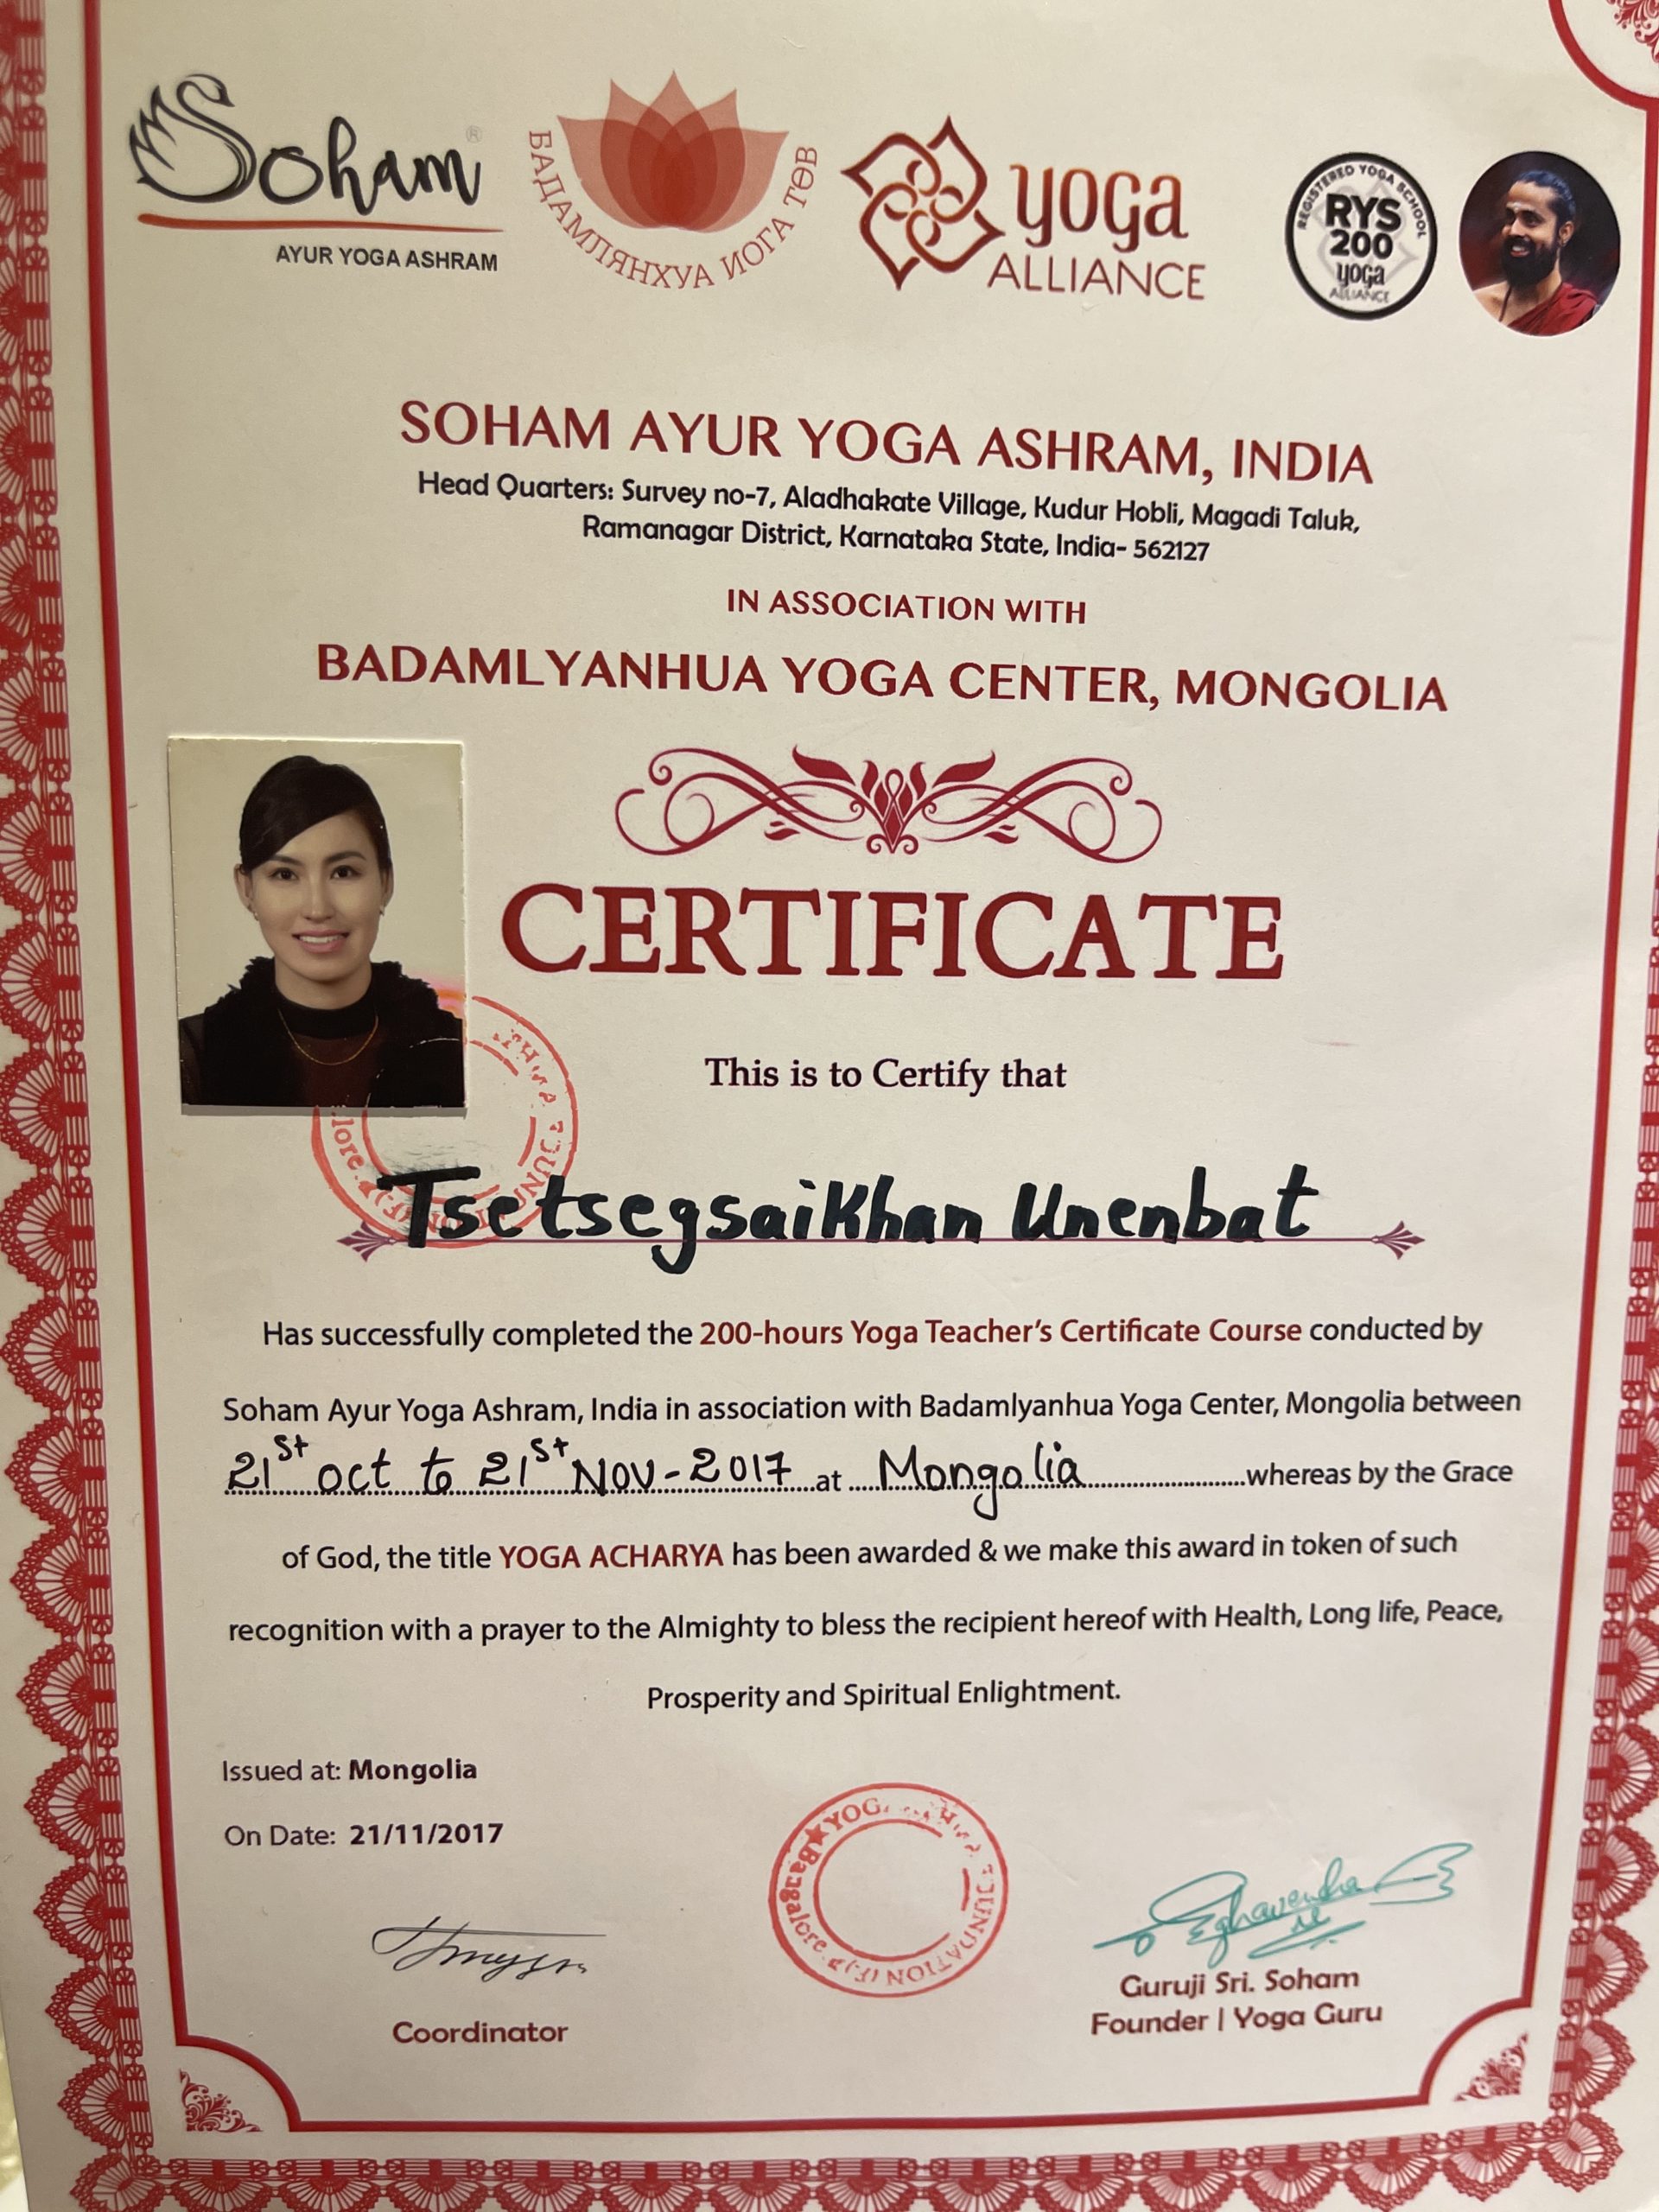 Soham ®
AYUR YOGA ASHRAM
БАДАМЛЯНХУА ИОГА ТӨВ
yoga
ALLIANCE
REGISTERED YOGA SCHOOL
RYS
200
yoga
ALLIANCE
SOHAM AYUR YOGA ASHRAM, INDIA
Head Quarters: Survey no-7, Aladhakate Village, Kudur Hobli, Magadi Taluk,
Ramanagar District, Karnataka State, India- 562127
IN ASSOCIATION WITH
BADAMLYANHUA YOGA CENTER, MONGOLIA
CERTIFICATE
This is to Certify that
Tsetsegsaikhan Unenbat
Has successfully completed the 200-hours Yoga Teacher's Certificate Course conducted by
Soham Ayur Yoga Ashram, India in association with Badamlyanhua Yoga Center, Mongolia between
21st oct to 21st Nov-2017 at Mongolia whereas by the Grace
of God, the title YOGA ACHARYA has been awarded & we make this award in token of such
recognition with a prayer to the Almighty to bless the recipient hereof with Health, Long life, Peace,
Prosperity and Spiritual Enlightment.
Issued at: Mongolia
On Date: 21/11/2017
Bangalore
Coordinator
Guruji Sri. Soham
Founder | Yoga Guru